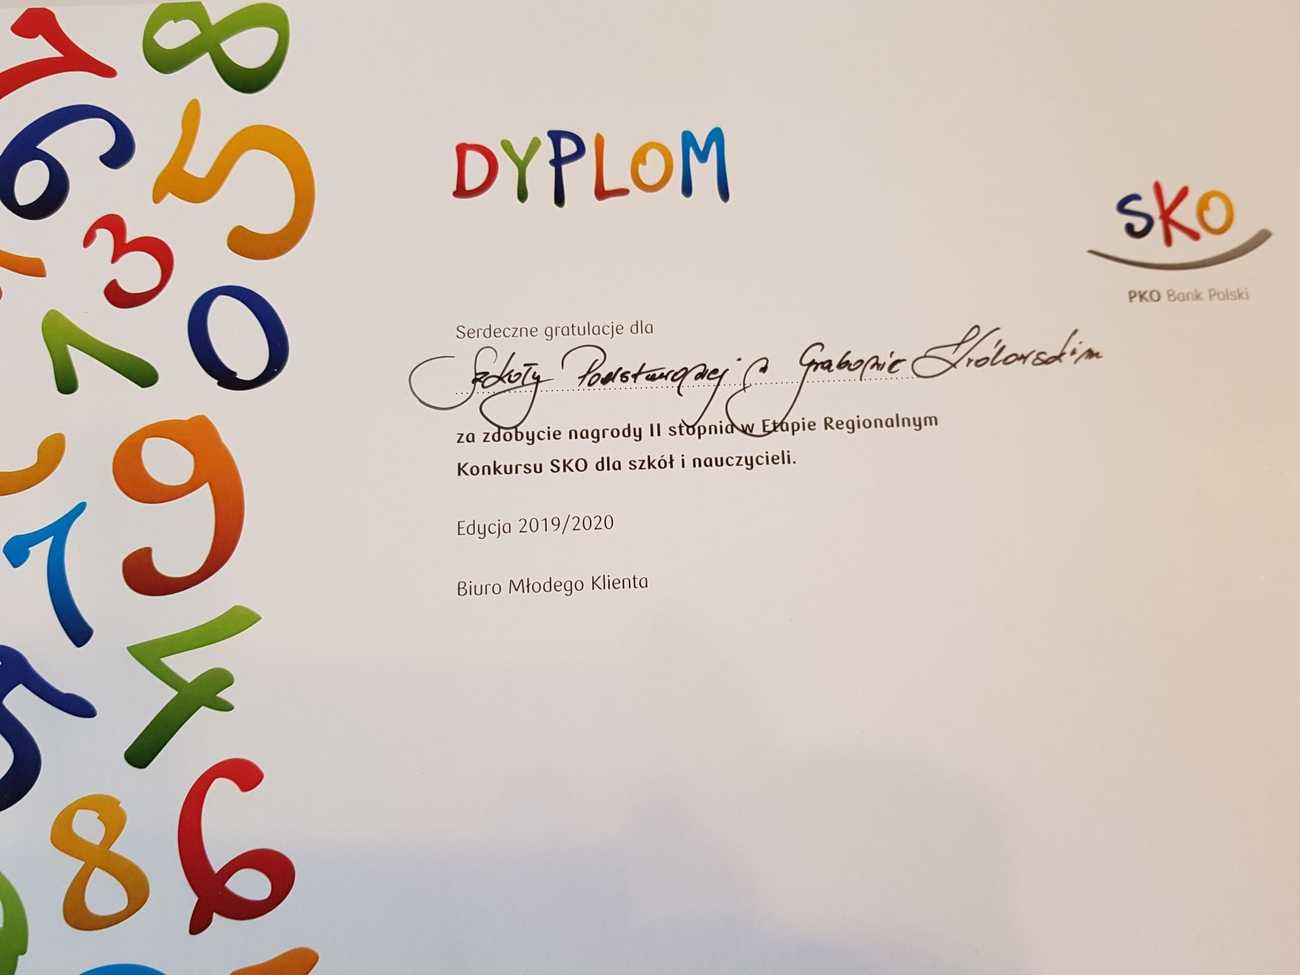 DYPLOM
SKO
PKO Bank Polski
Serdeczne gratulacje dla
Szkoły Podstawowej w Grabonie Królewskim
za zdobycie nagrody II stopnia w Etapie Regionalnym
Konkursu SKO dla szkół i nauczycieli.
Edycja 2019/2020
Biuro Młodego Klienta